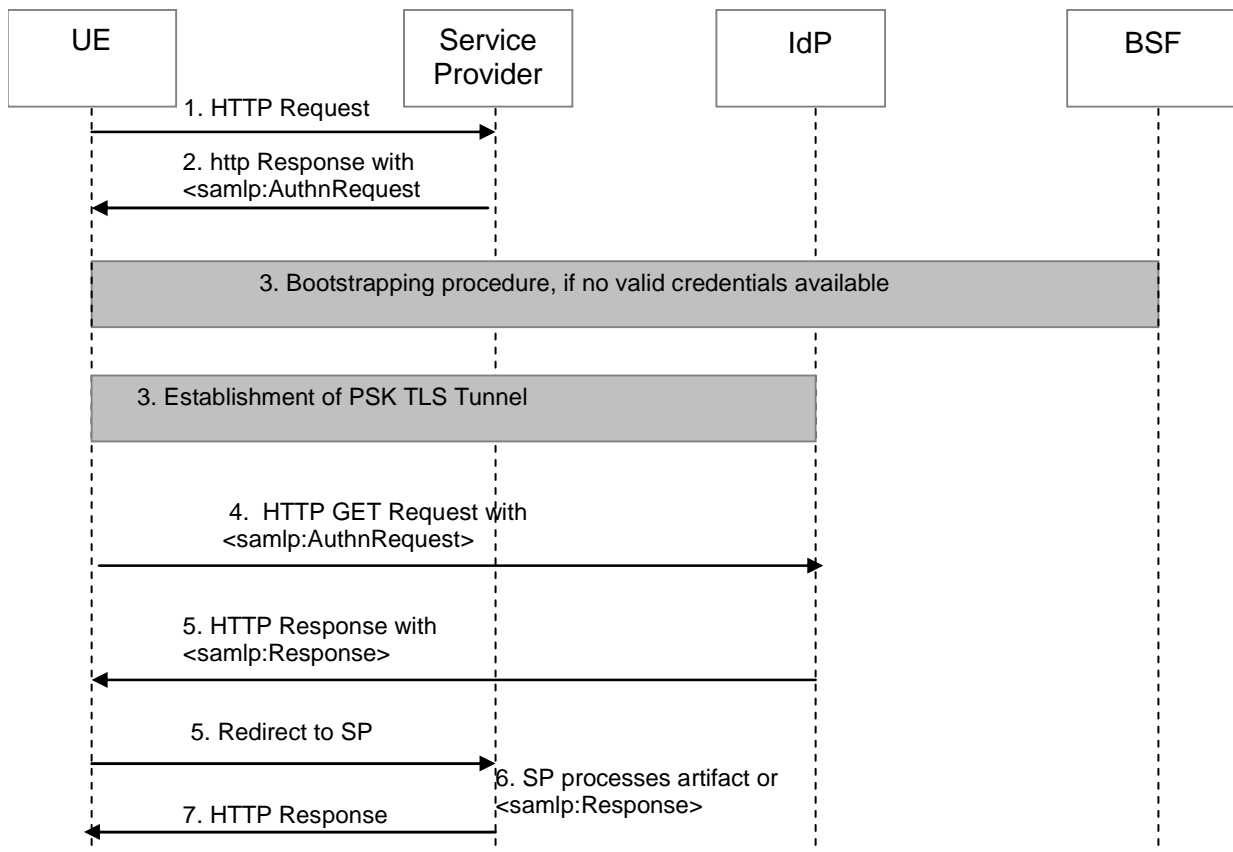 UE
Service
Provider
IdP
BSF
1. HTTP Request
2. http Response with
<samlp:AuthnRequest
3. Bootstrapping procedure, if no valid credentials available
3. Establishment of PSK TLS Tunnel
4. HTTP GET Request with
<samlp:AuthnRequest>
5. HTTP Response with
<samlp:Response>
5. Redirect to SP
6. SP processes artifact or
<samlp:Response>
7. HTTP Response